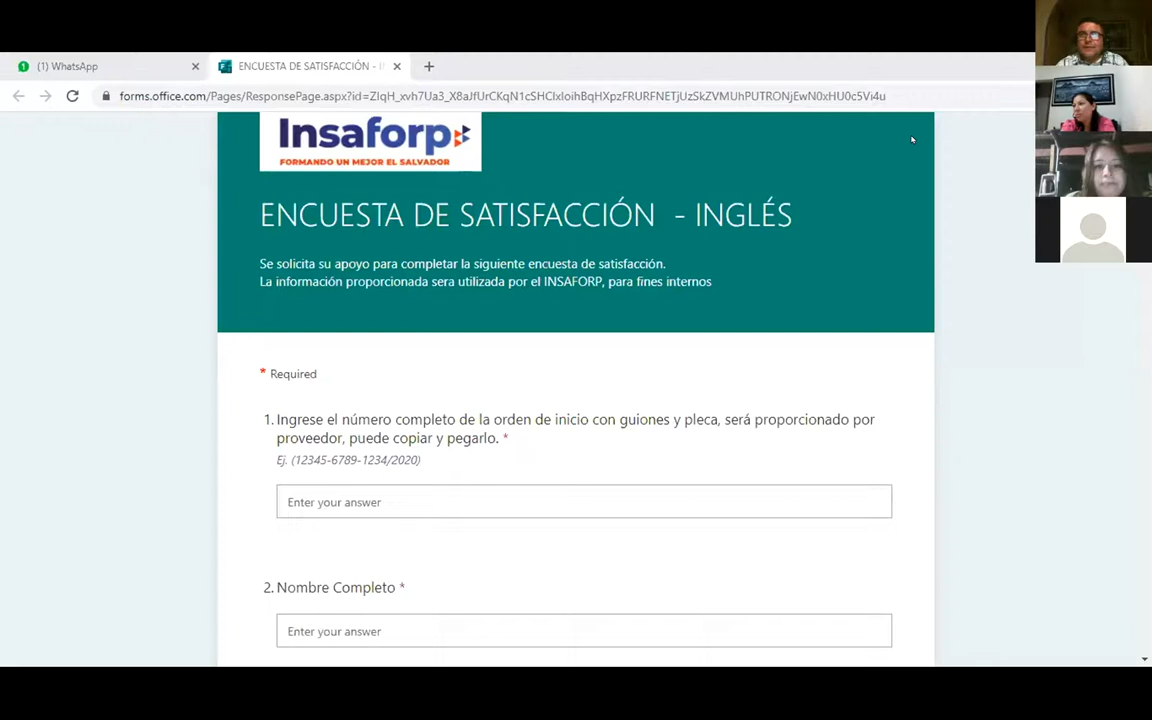 (1) WhatsApp
ENCUESTA DE SATISFACCIÓN - I
forms.office.com/Pages/ResponsePage.aspx?id=ZIqH_xvh7Ua3_X8aJfUrCKqN1cSHClxIoihBqHXpzFRURFNETjUzSkZVMUhPUTRONjEwN0xHU0c5Vi4u
Insaforp
FORMANDO UN MEJOR EL SALVADOR
ENCUESTA DE SATISFACCIÓN - INGLÉS
Se solicita su apoyo para completar la siguiente encuesta de satisfacción.
La información proporcionada sera utilizada por el INSAFORP, para fines internos
* Required
1. Ingrese el número completo de la orden de inicio con guiones y pleca, será proporcionado por
proveedor, puede copiar y pegarlo. *
Ej. (12345-6789-1234/2020)
Enter your answer
2. Nombre Completo *
Enter your answer